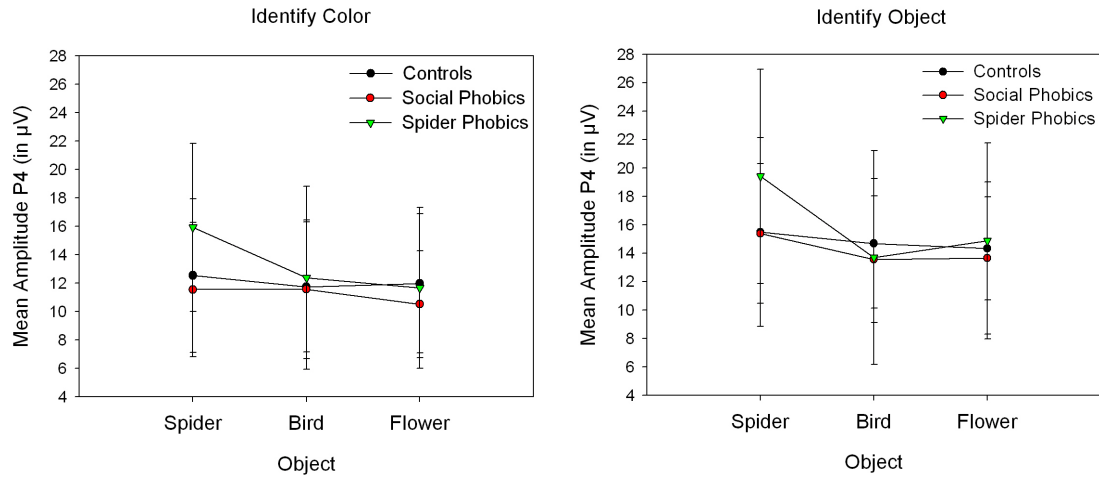 Identify Color
28
26
24
22
20
18
16
14
12
10
8
6
4
Mean Amplitude P4 (in µV)
Controls
Social Phobics
Spider Phobics
Spider Bird Flower
Object
Identify Object
28
26
24
22
20
18
16
14
12
10
8
6
4
Mean Amplitude P4 (in µV)
Controls
Social Phobics
Spider Phobics
Spider Bird Flower
Object